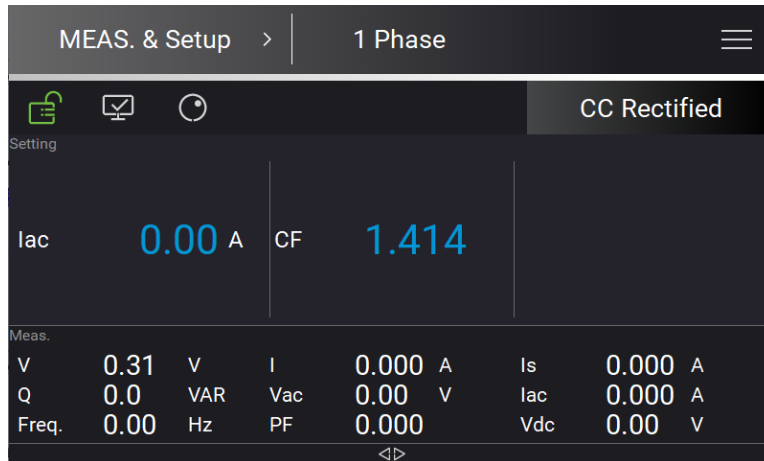 MEAS. & Setup > 1 Phase
CC Rectified
Setting
Iac 0.00 A CF 1.414
Meas.
V 0.31 V I 0.000 A Is 0.000 A
Q 0.0 VAR Vac 0.00 V Iac 0.000 A
Freq. 0.00 Hz PF 0.000 Vdc 0.00 V